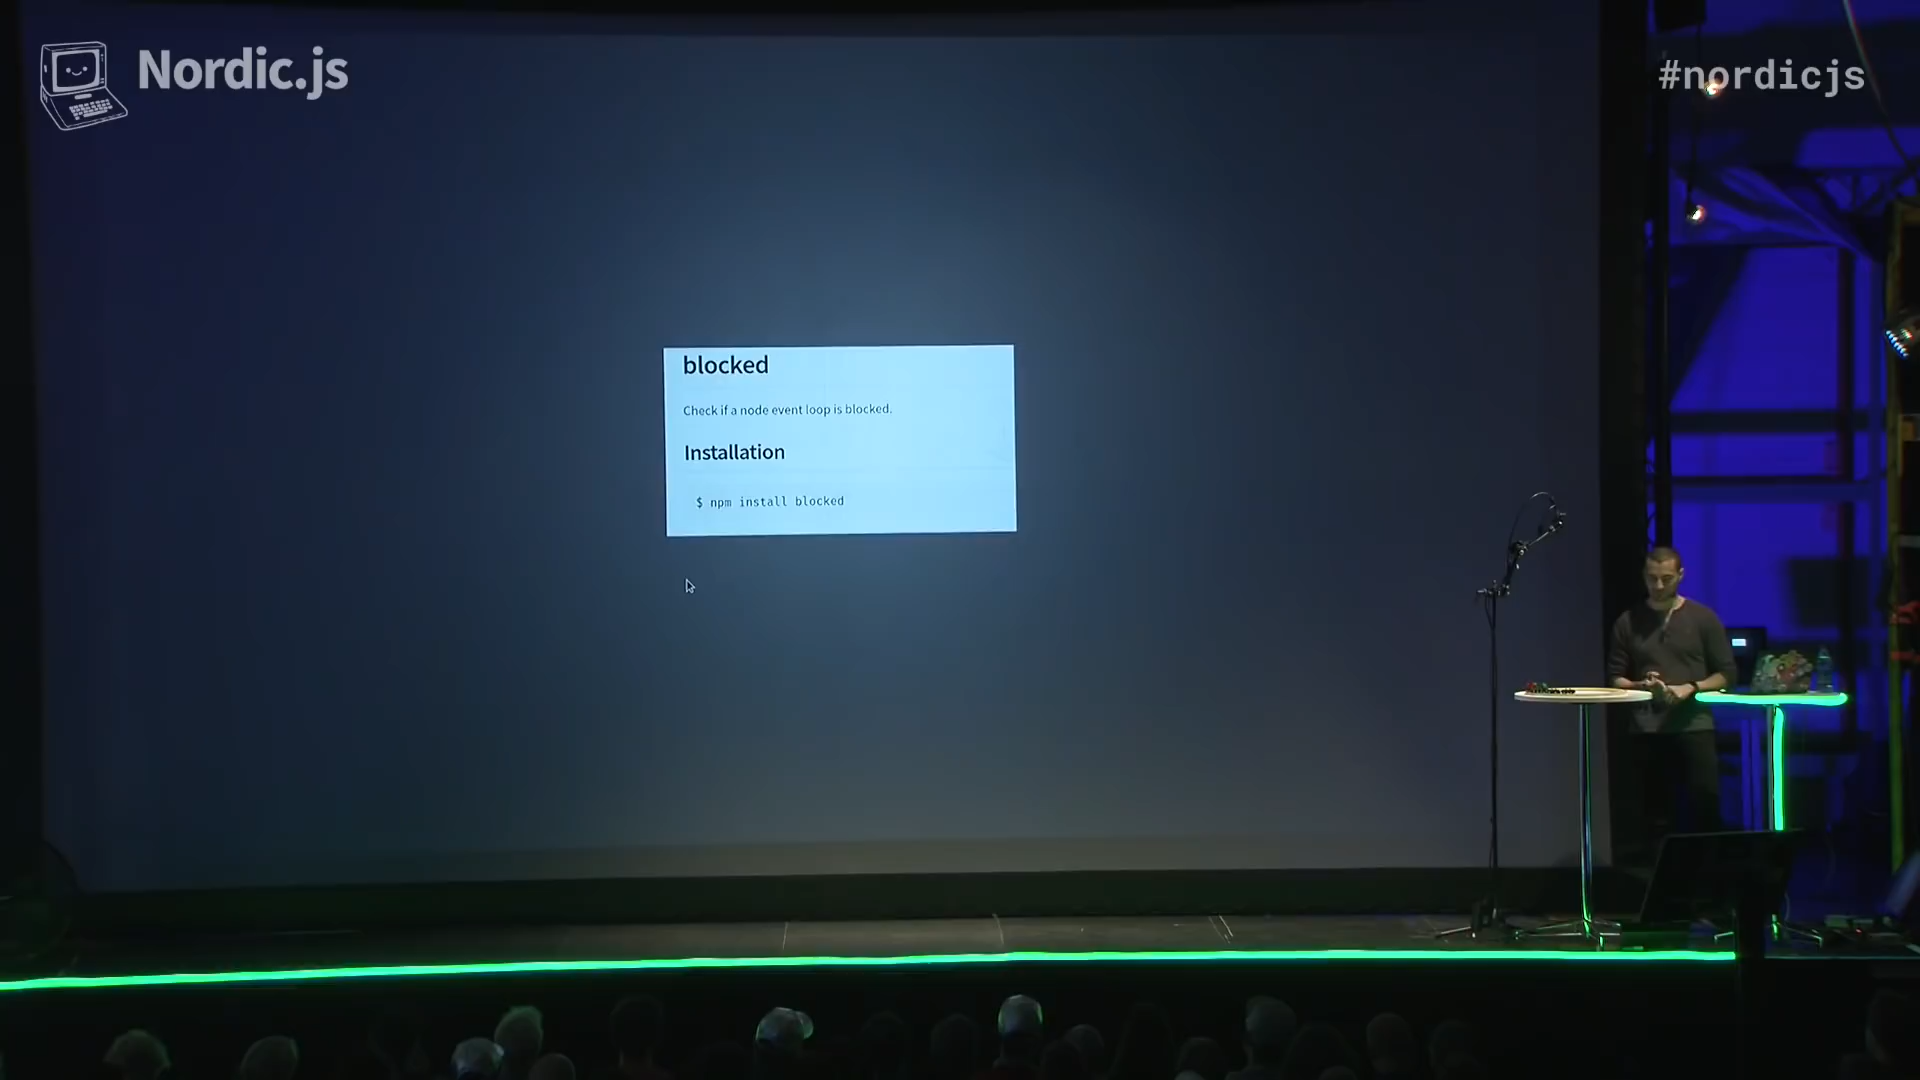 Nordic.js
#nordicjs
blocked
Check if a node event loop is blocked.
Installation
$ npm install blocked